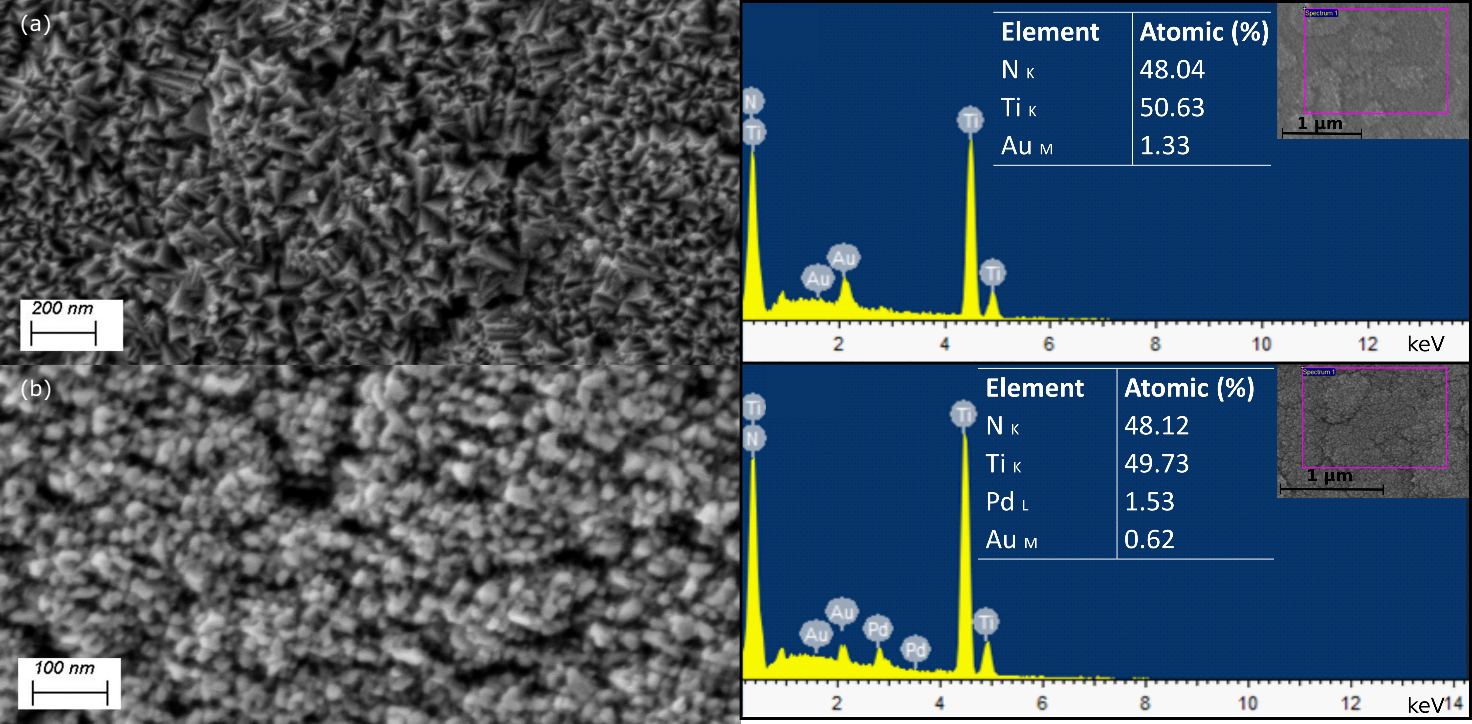 (a)
200 nm
Element Atomic (%)
N K 48.04
Ti K 50.63
Au M 1.33
Spectrum 1
1 μm
N
Ti
Ti
Au
Au
Ti
2 4 6 8 10 12 keV
(b)
100 nm
Element Atomic (%)
N K 48.12
Ti K 49.73
Pd L 1.53
Au M 0.62
Spectrum 1
1 μm
Ti
N
Ti
Au
Au
Pd
Pd
Ti
2 4 6 8 10 12 keV14